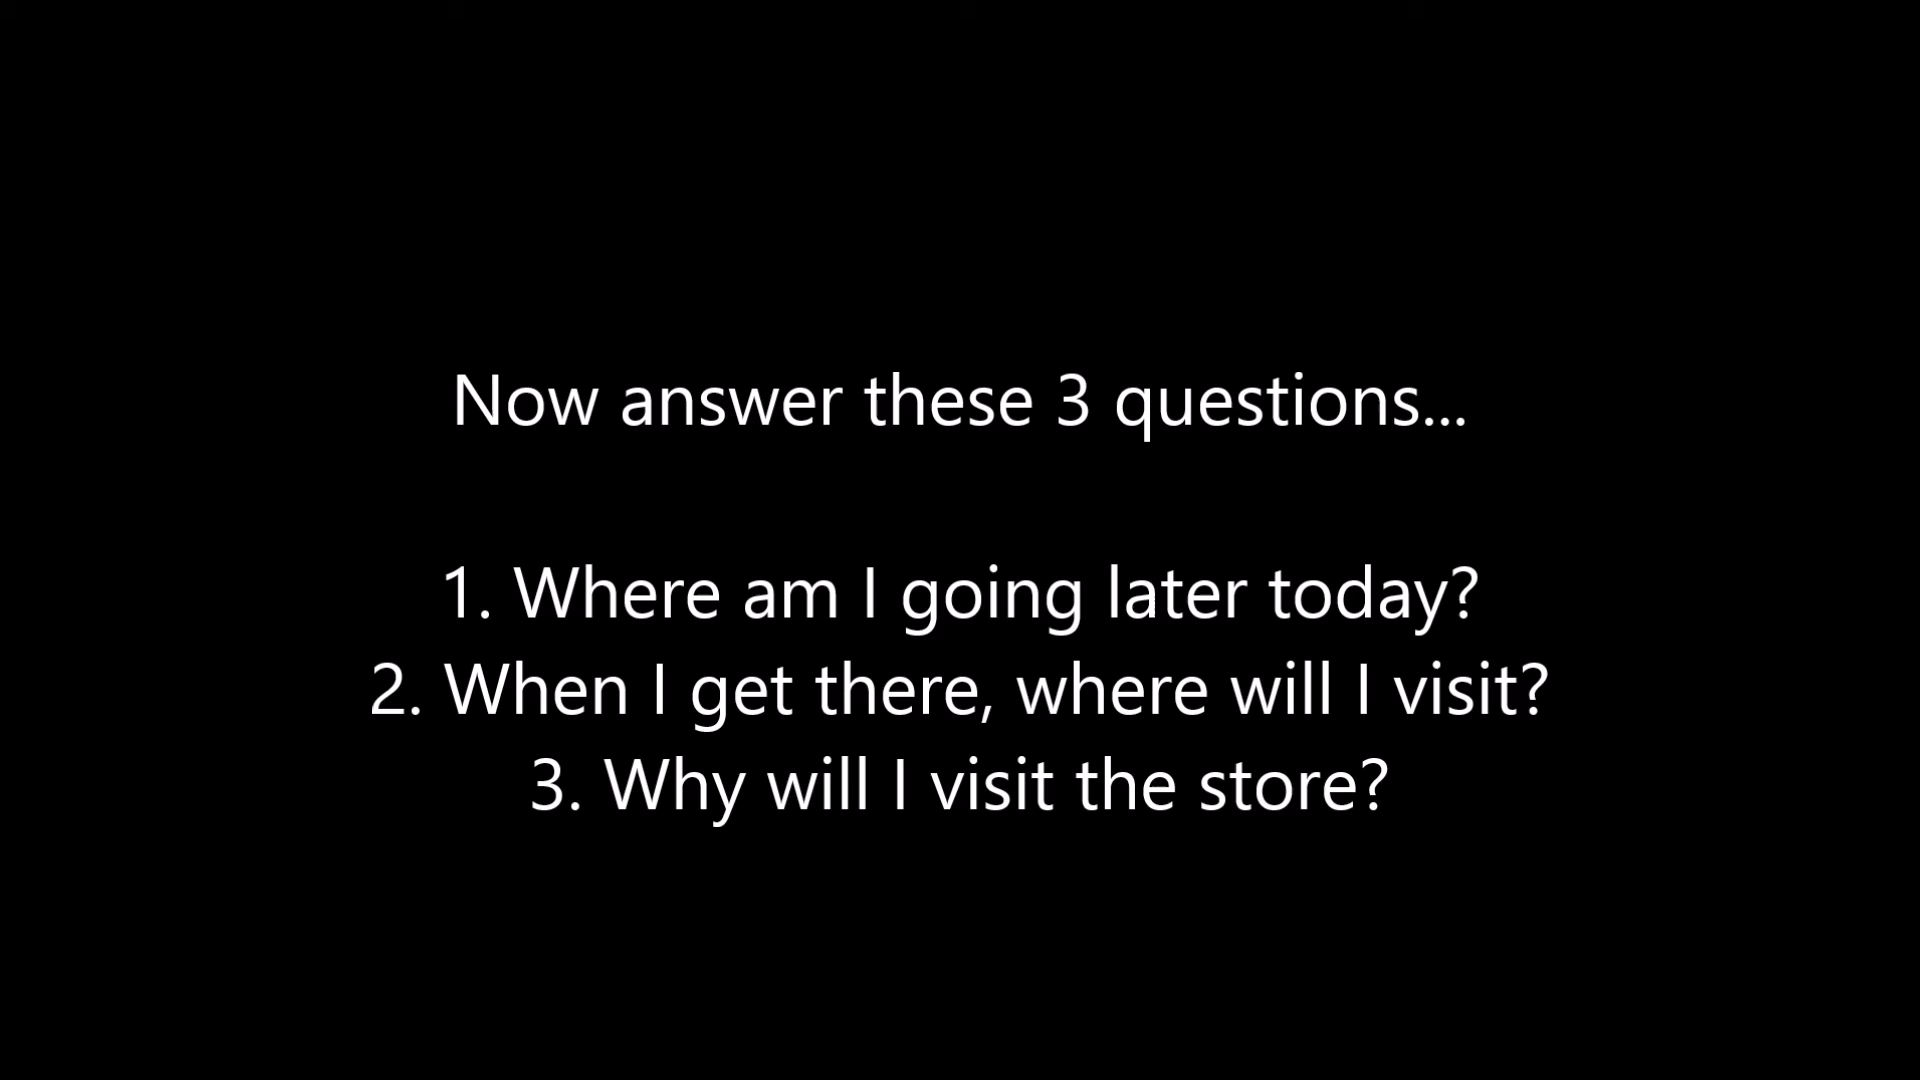 Now answer these 3 questions...
1. Where am I going later today?
2. When I get there, where will I visit?
3. Why will I visit the store?